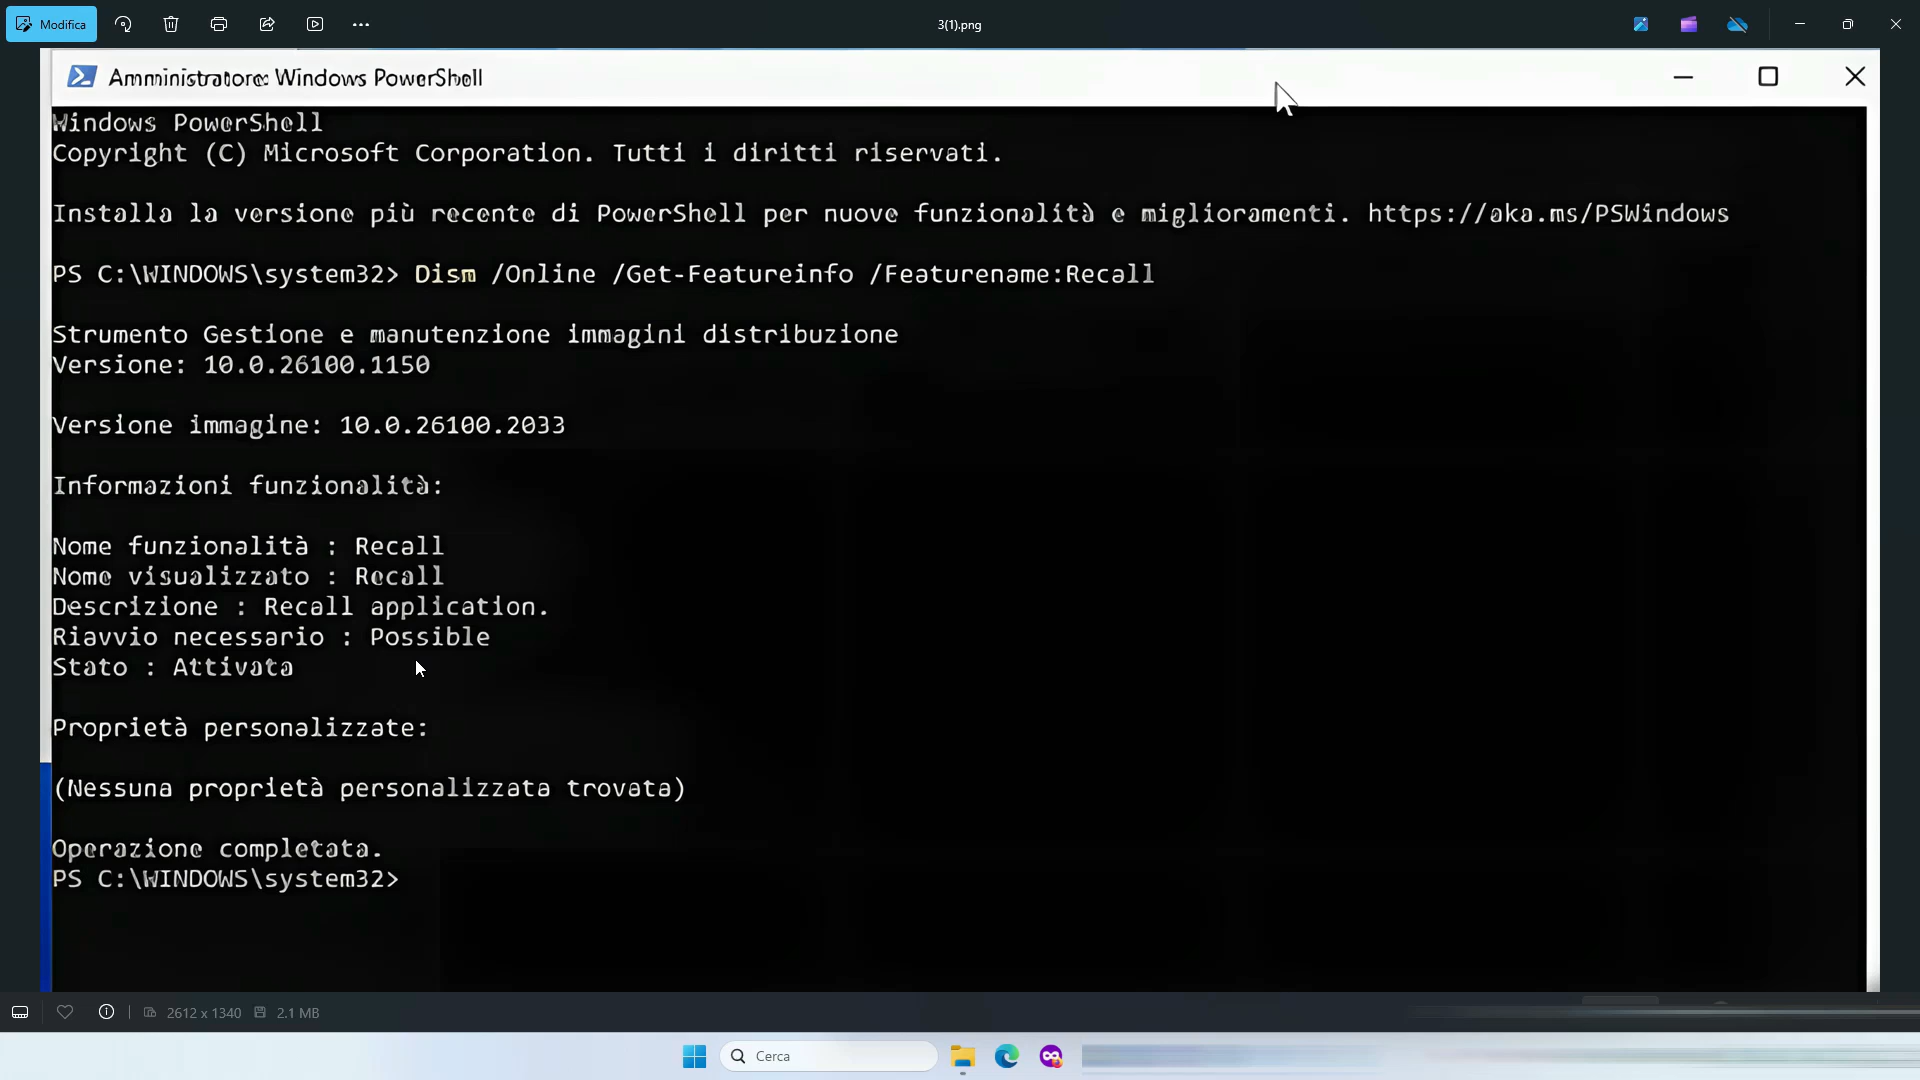 Modifica
3(1).png
Amministratore: Windows PowerShell
Windows PowerShell
Copyright (C) Microsoft Corporation. Tutti i diritti riservati.
Installa la versione più recente di PowerShell per nuove funzionalità e miglioramenti. https://aka.ms/PSWindows
PS C:\WINDOWS\system32> Dism /Online /Get-Featureinfo /Featurename:Recall
Strumento Gestione e manutenzione immagini distribuzione
Versione: 10.0.26100.1150
Versione immagine: 10.0.26100.2033
Informazioni funzionalità:
Nome funzionalità : Recall
Nome visualizzato : Recall
Descrizione : Recall application.
Riavvio necessario : Possible
Stato : Attivata
Proprietà personalizzate:
(Nessuna proprietà personalizzata trovata)
Operazione completata.
PS C:\WINDOWS\system32>
2612 x 1340 2.1 MB
Cerca